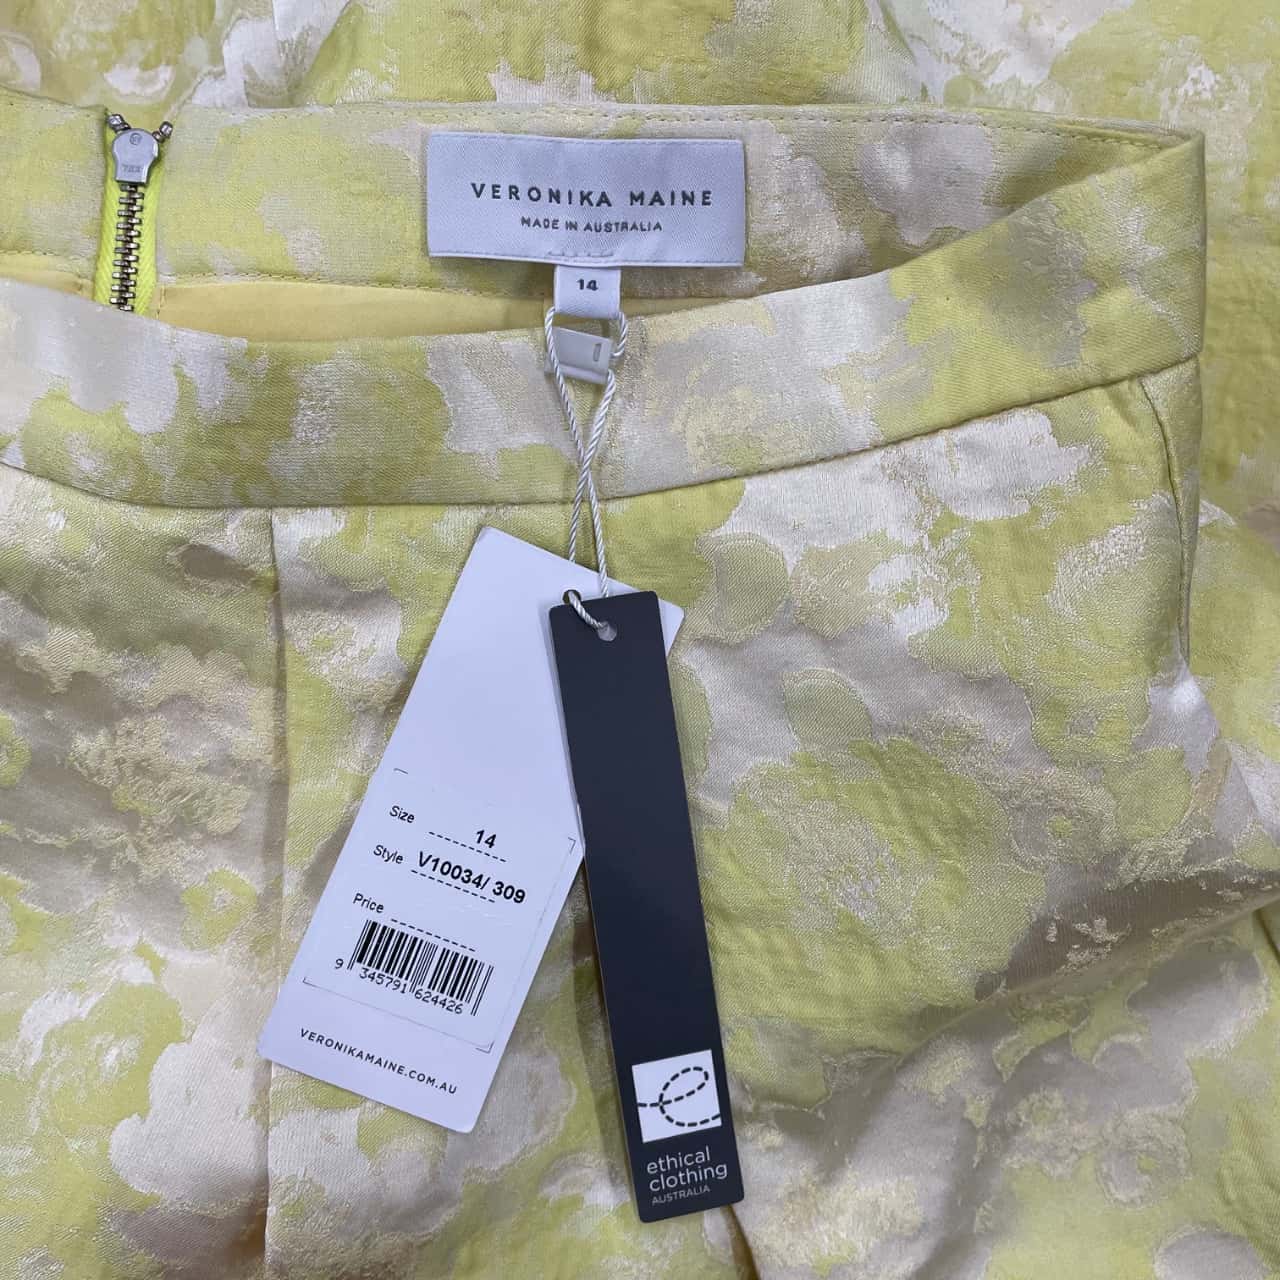 VERONIKA MAINE
MADE IN AUSTRALIA
14
Size 14
Style V10034/ 309
Price
9 345791 624426
VERONIKAMAINE.COM.AU
ethical
clothing
AUSTRALIA